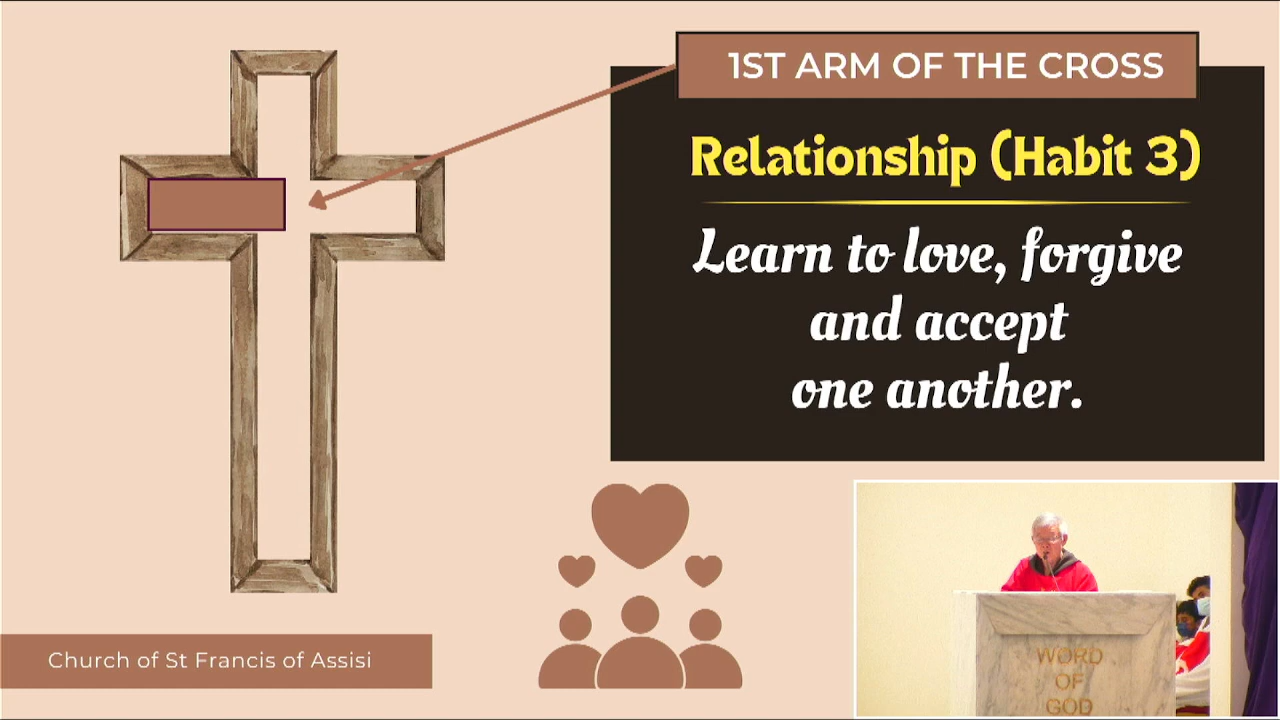 1ST ARM OF THE CROSS
Relationship (Habit 3)
Learn to love, forgive
and accept
one another.
Church of St Francis of Assisi
WORD
OF
GOD